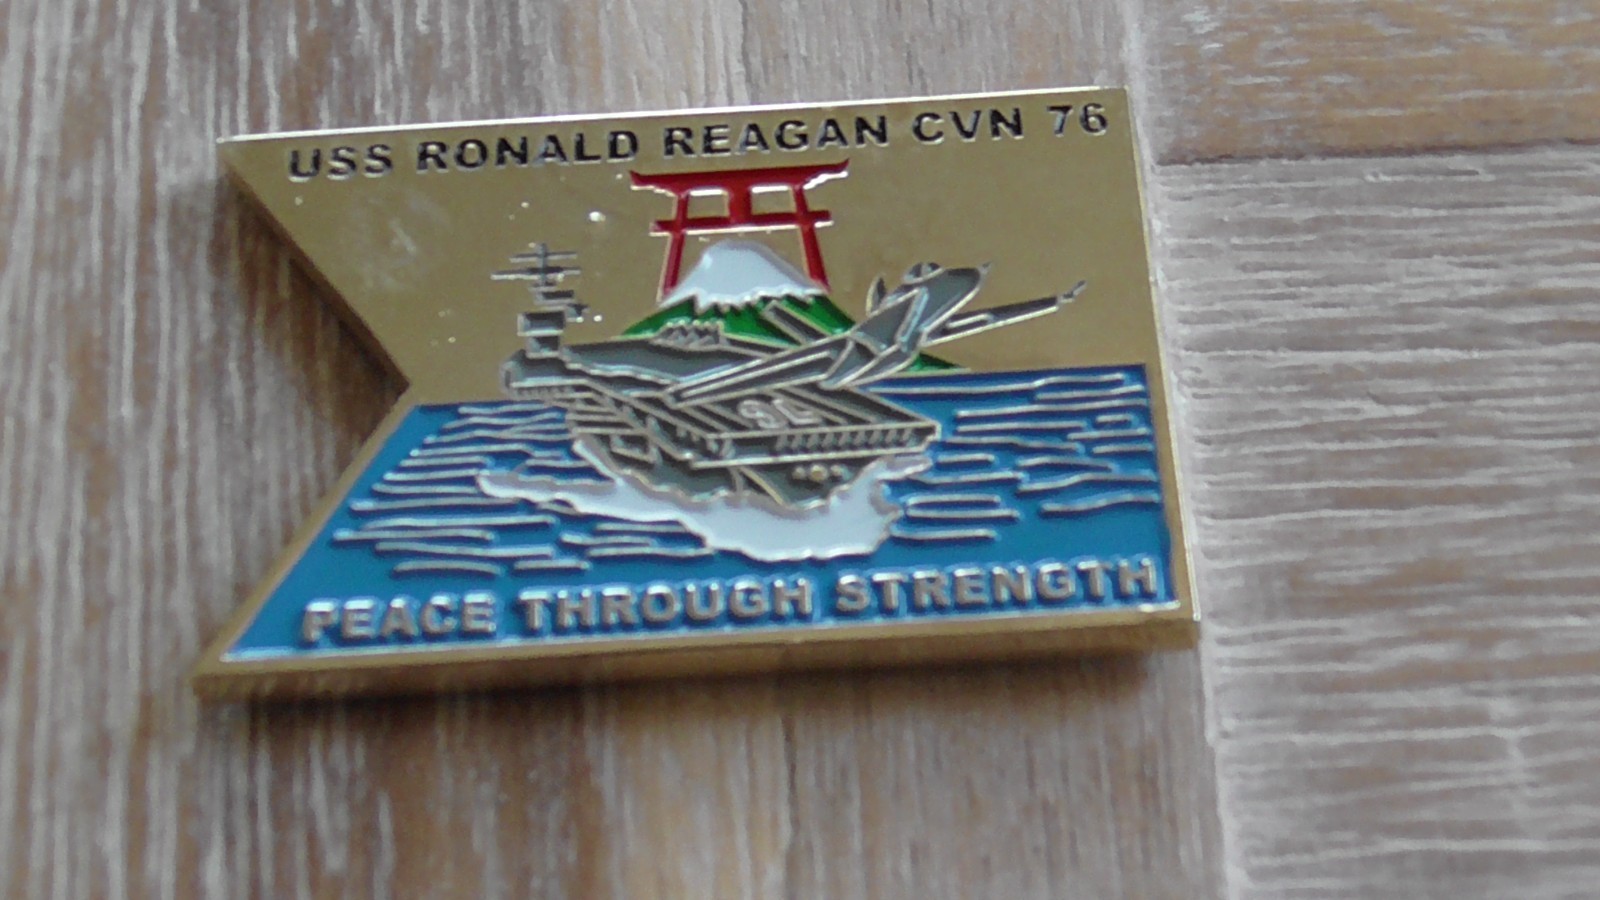 USS RONALD REAGAN CVN 76
76
PEACE THROUGH STRENGTH